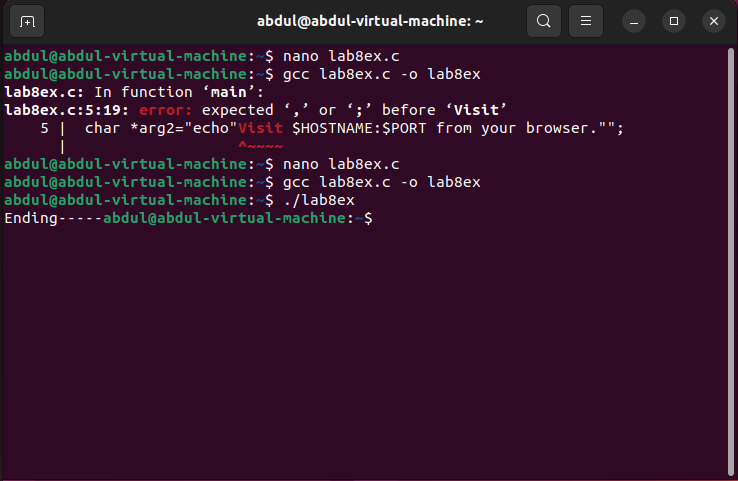 abdul@abdul-virtual-machine: ~
abdul@abdul-virtual-machine:~$ nano lab8ex.c
abdul@abdul-virtual-machine:~$ gcc lab8ex.c -o lab8ex
lab8ex.c: In function ‘main’:
lab8ex.c:5:19: error: expected ‘,’ or ‘;’ before ‘Visit’
    5 |  char *arg2="echo"Visit $HOSTNAME:$PORT from your browser."";
      |                   ^~~~~
abdul@abdul-virtual-machine:~$ nano lab8ex.c
abdul@abdul-virtual-machine:~$ gcc lab8ex.c -o lab8ex
abdul@abdul-virtual-machine:~$ ./lab8ex
Ending-----abdul@abdul-virtual-machine:~$